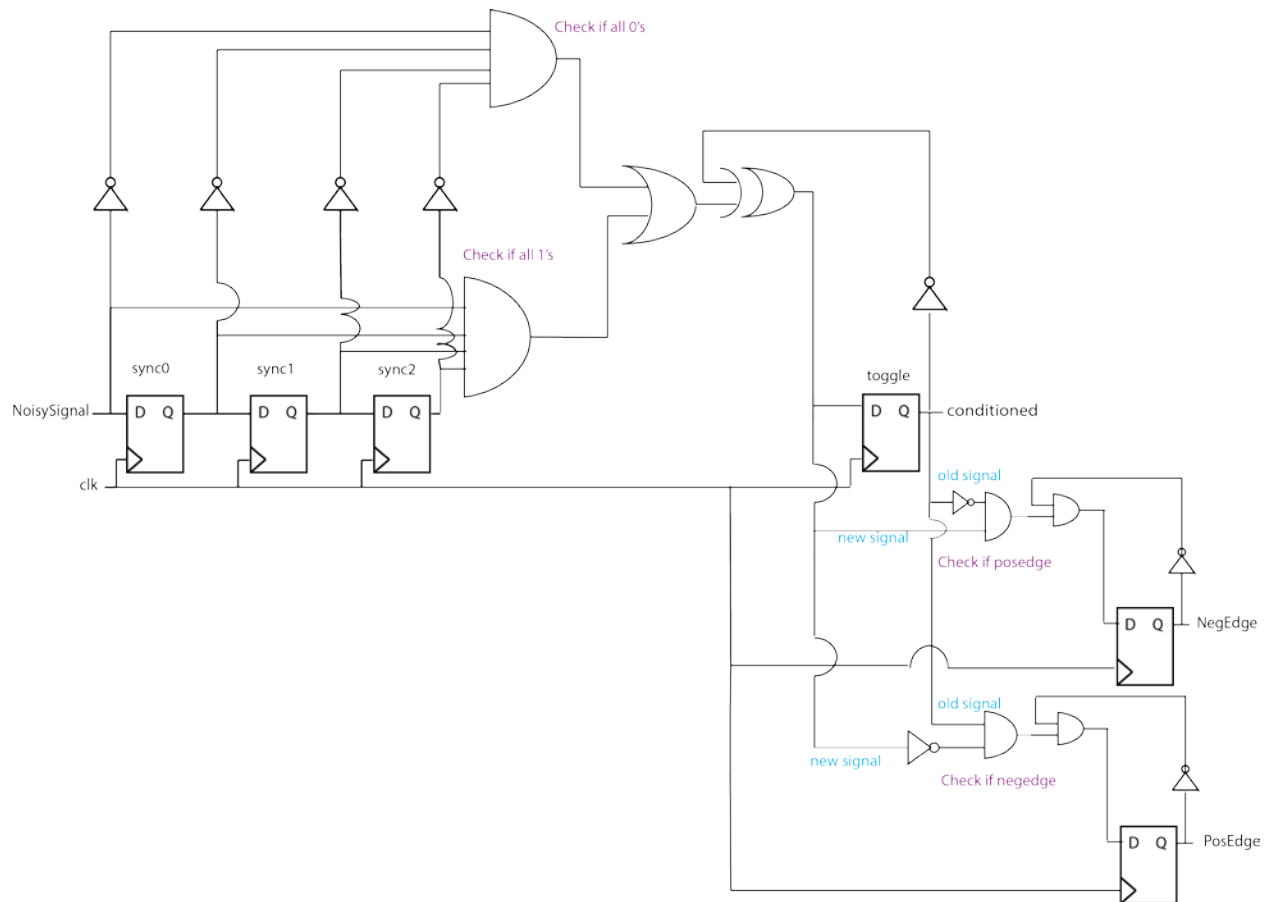 Check if all 0's
Check if all 1's
sync0
sync1
sync2
toggle
NoisySignal
D Q
D Q
D Q
D Q
conditioned
clk
old signal
new signal
Check if posedge
D Q
NegEdge
old signal
new signal
Check if negedge
D Q
PosEdge